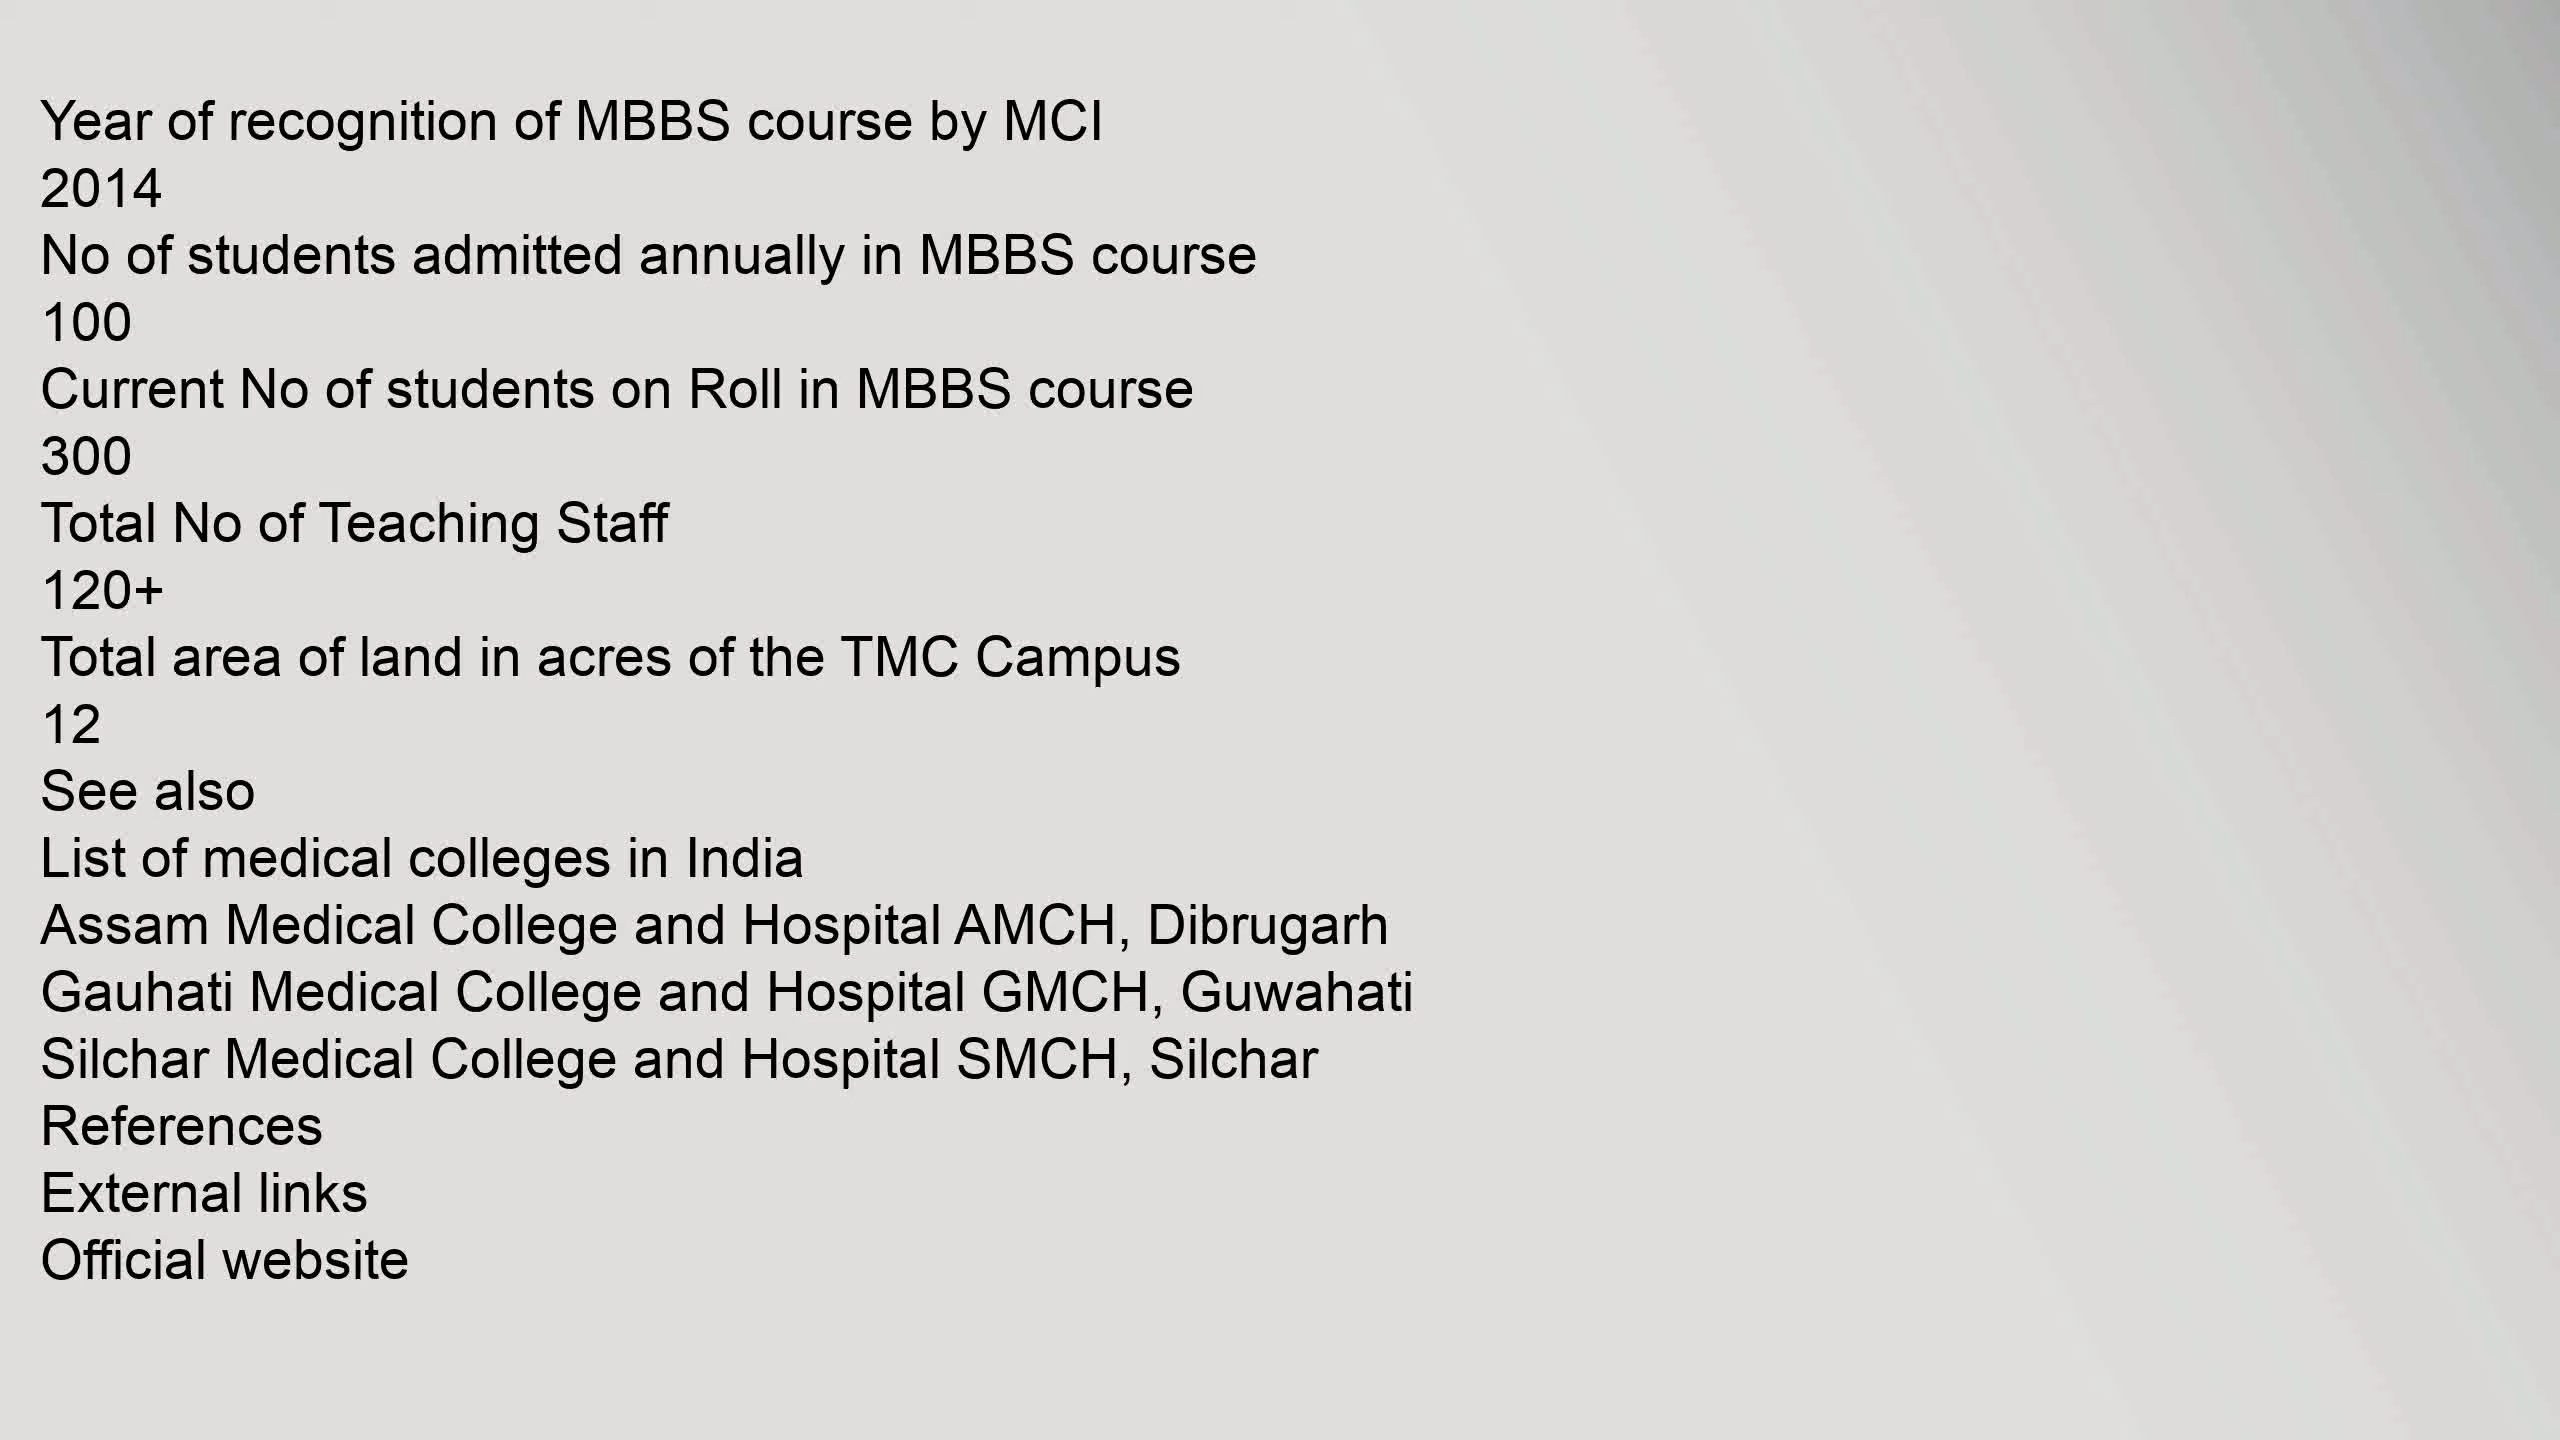 Year of recognition of MBBS course by MCI
2014
No of students admitted annually in MBBS course
100
Current No of students on Roll in MBBS course
300
Total No of Teaching Staff
120+
Total area of land in acres of the TMC Campus
12
See also
List of medical colleges in India
Assam Medical College and Hospital AMCH, Dibrugarh
Gauhati Medical College and Hospital GMCH, Guwahati
Silchar Medical College and Hospital SMCH, Silchar
References
External links
Official website